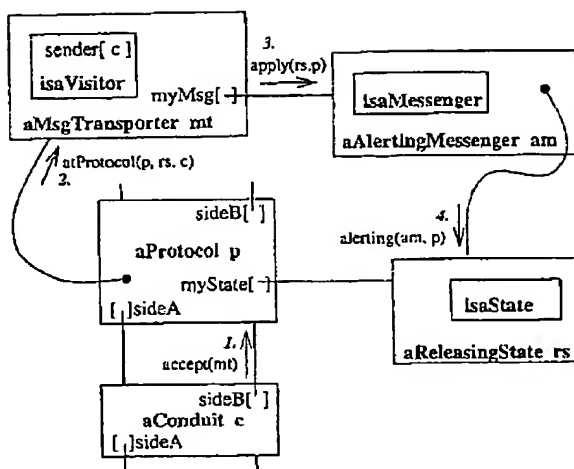 sender[ c ]
isaVisitor
myMsg[ ]
aMsgTransporter mt
3.
apply(rs,p)
isaMessenger
aAlertingMessenger am
atProtocol(p, rs, c)
2.
sideB[ ]
aProtocol p
myState[ ]
[ ]sideA
4.
alerting(am, p)
isaState
aReleasingState rs
1.
accept(mt)
sideB[ ]
aConduit c
[ ]sideA